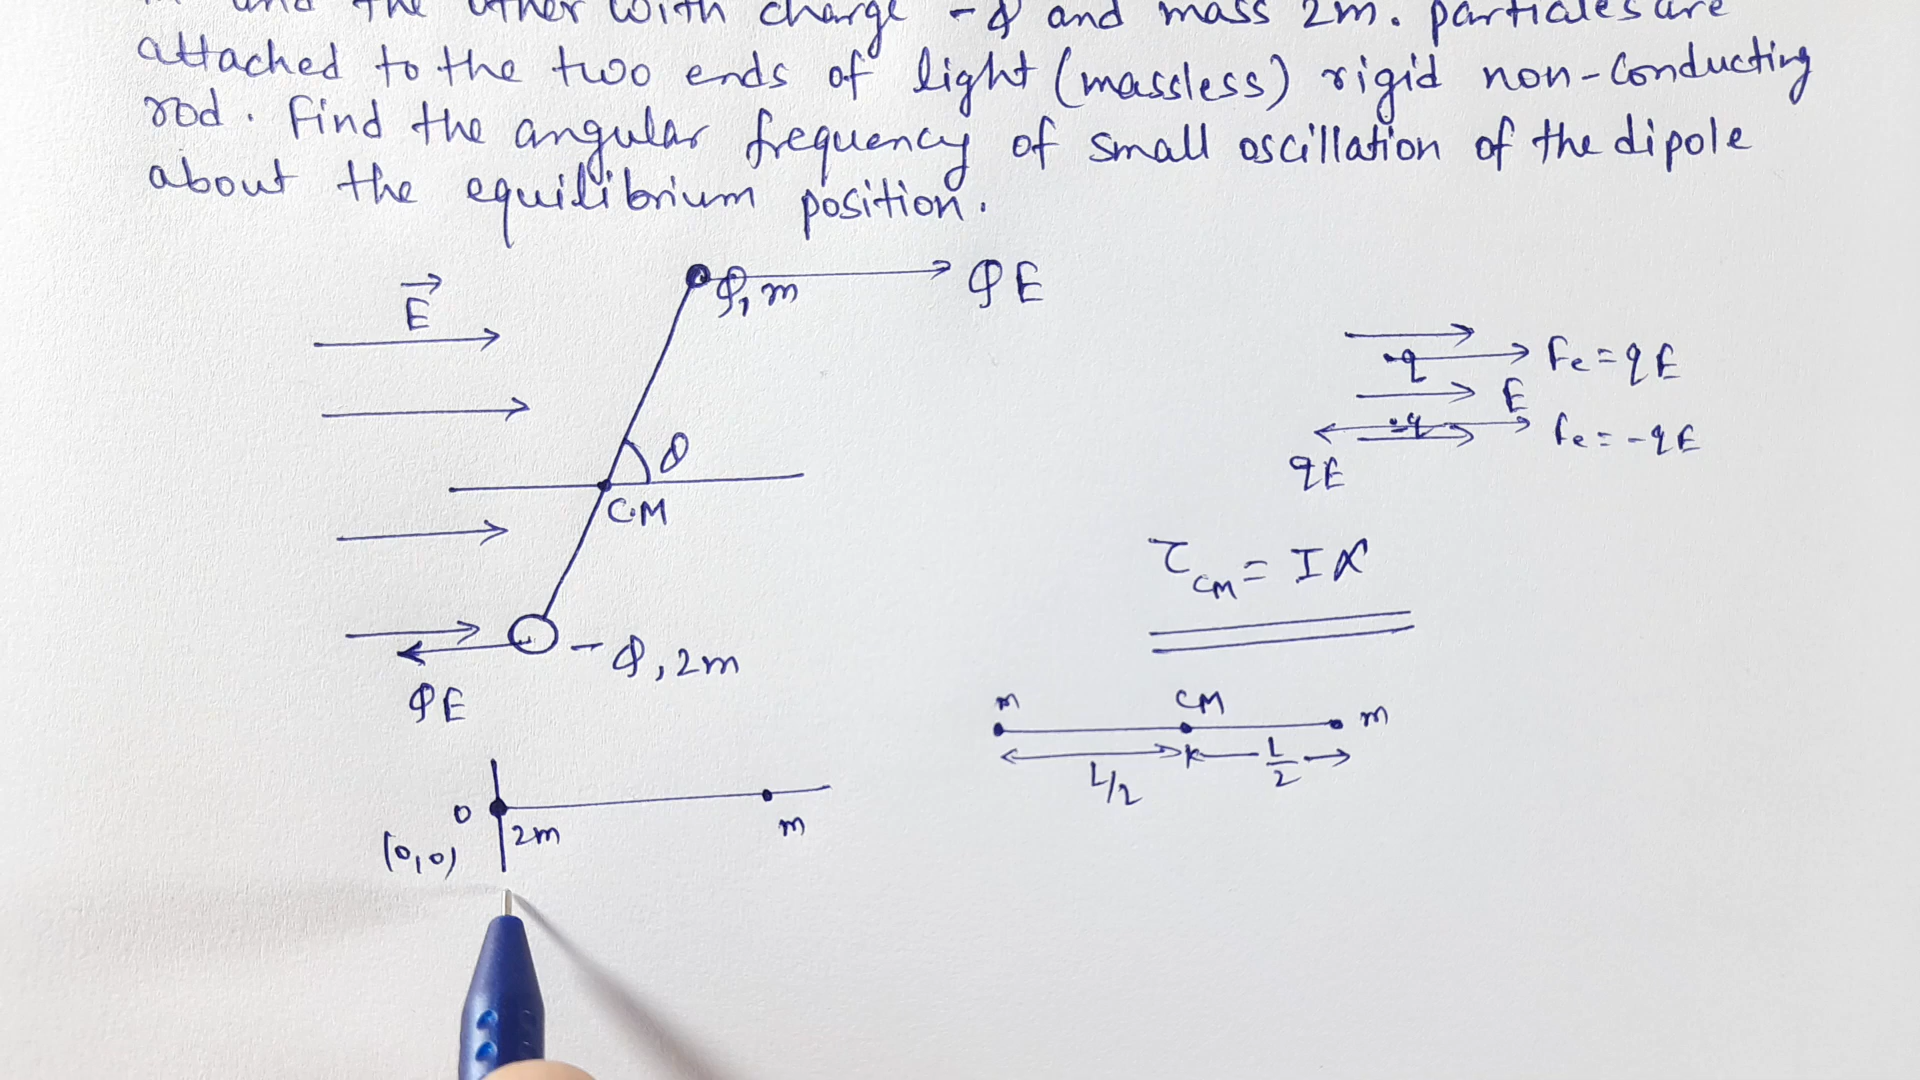 and the other with charge -Q and mass 2m. particles are
attached to the two ends of light (massless) rigid non-conducting
rod. Find the angular frequency of small oscillation of the dipole
about the equilibrium position.
E
Q, m
QE
θ
C.M
-Q, 2m
QE
q
Fe = qE
E
-q
Fe = -qE
qE
τCM = Iα
m
CM
m
L/2
L/2
0
(0,0)
2m
m